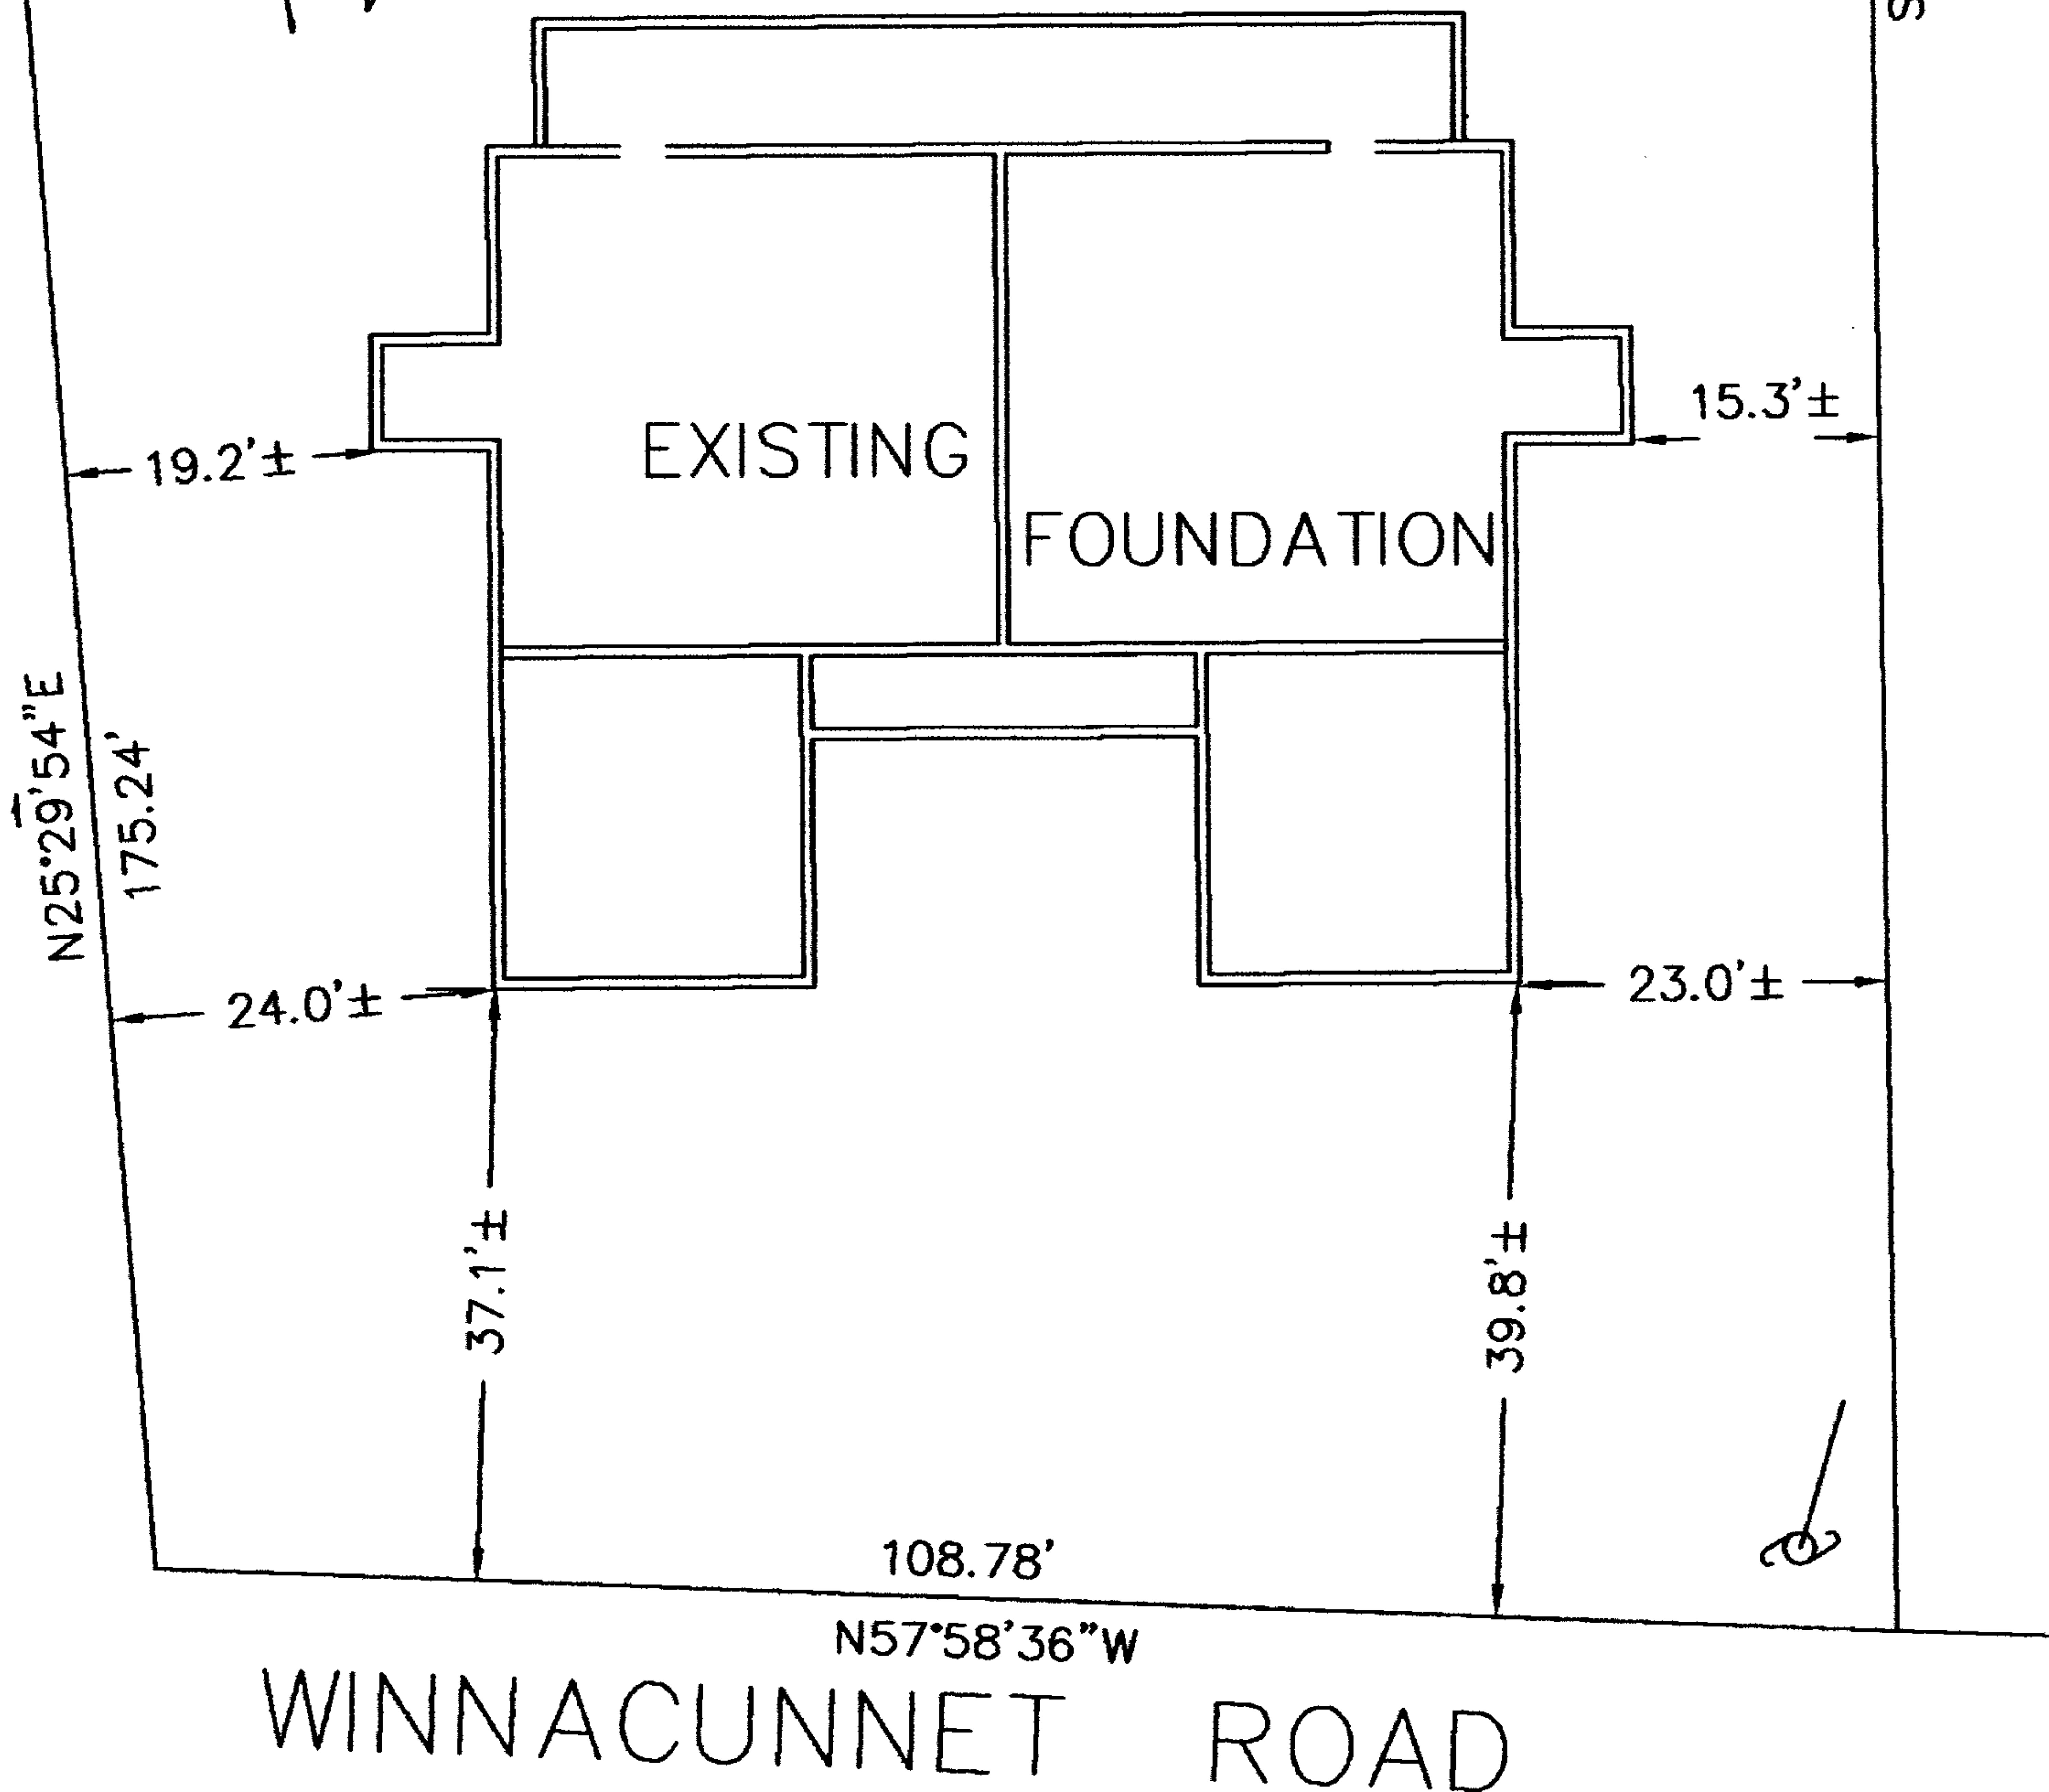 S
15.3'±
19.2'±
EXISTING
FOUNDATION
N25°29'54"E
175.24'
24.0'±
23.0'±
37.1'±
39.8'±
108.78'
N57°58'36"W
WINNACUNNET ROAD